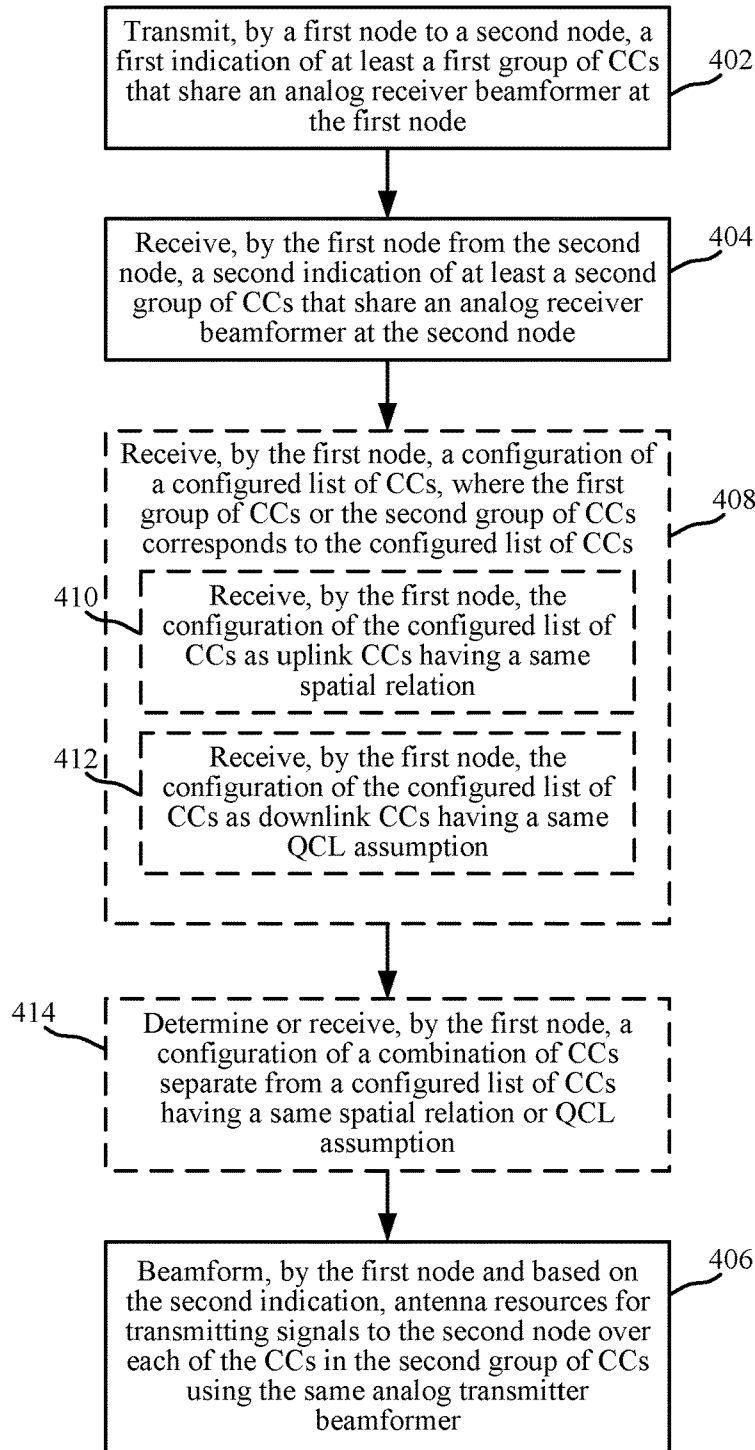 Transmit, by a first node to a second node, a
first indication of at least a first group of CCs
that share an analog receiver beamformer at
the first node
402
Receive, by the first node from the second
node, a second indication of at least a second
group of CCs that share an analog receiver
beamformer at the second node
404
Receive, by the first node, a configuration of
a configured list of CCs, where the first
group of CCs or the second group of CCs
corresponds to the configured list of CCs
408
410
Receive, by the first node, the
configuration of the configured list of
CCs as uplink CCs having a same
spatial relation
412
Receive, by the first node, the
configuration of the configured list of
CCs as downlink CCs having a same
QCL assumption
414
Determine or receive, by the first node, a
configuration of a combination of CCs
separate from a configured list of CCs
having a same spatial relation or QCL
assumption
Beamform, by the first node and based on
the second indication, antenna resources for
transmitting signals to the second node over
each of the CCs in the second group of CCs
using the same analog transmitter
beamformer
406